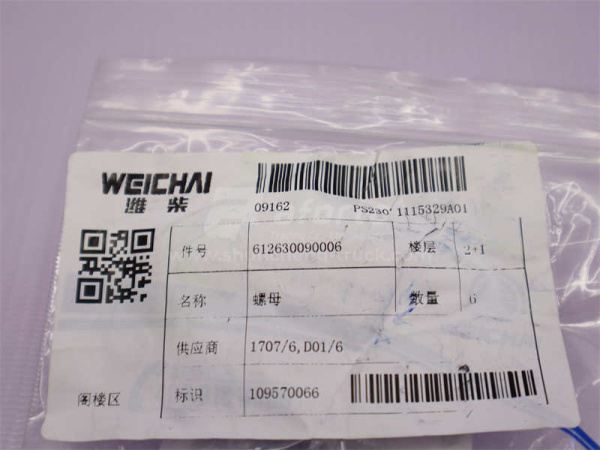 WEICHAI
潍柴
09162
1115329A01
件号 612630090006 楼层 2+1
名称 螺母 数量 6
供应商 1707/6,D01/6
标识 109570066
阁楼区